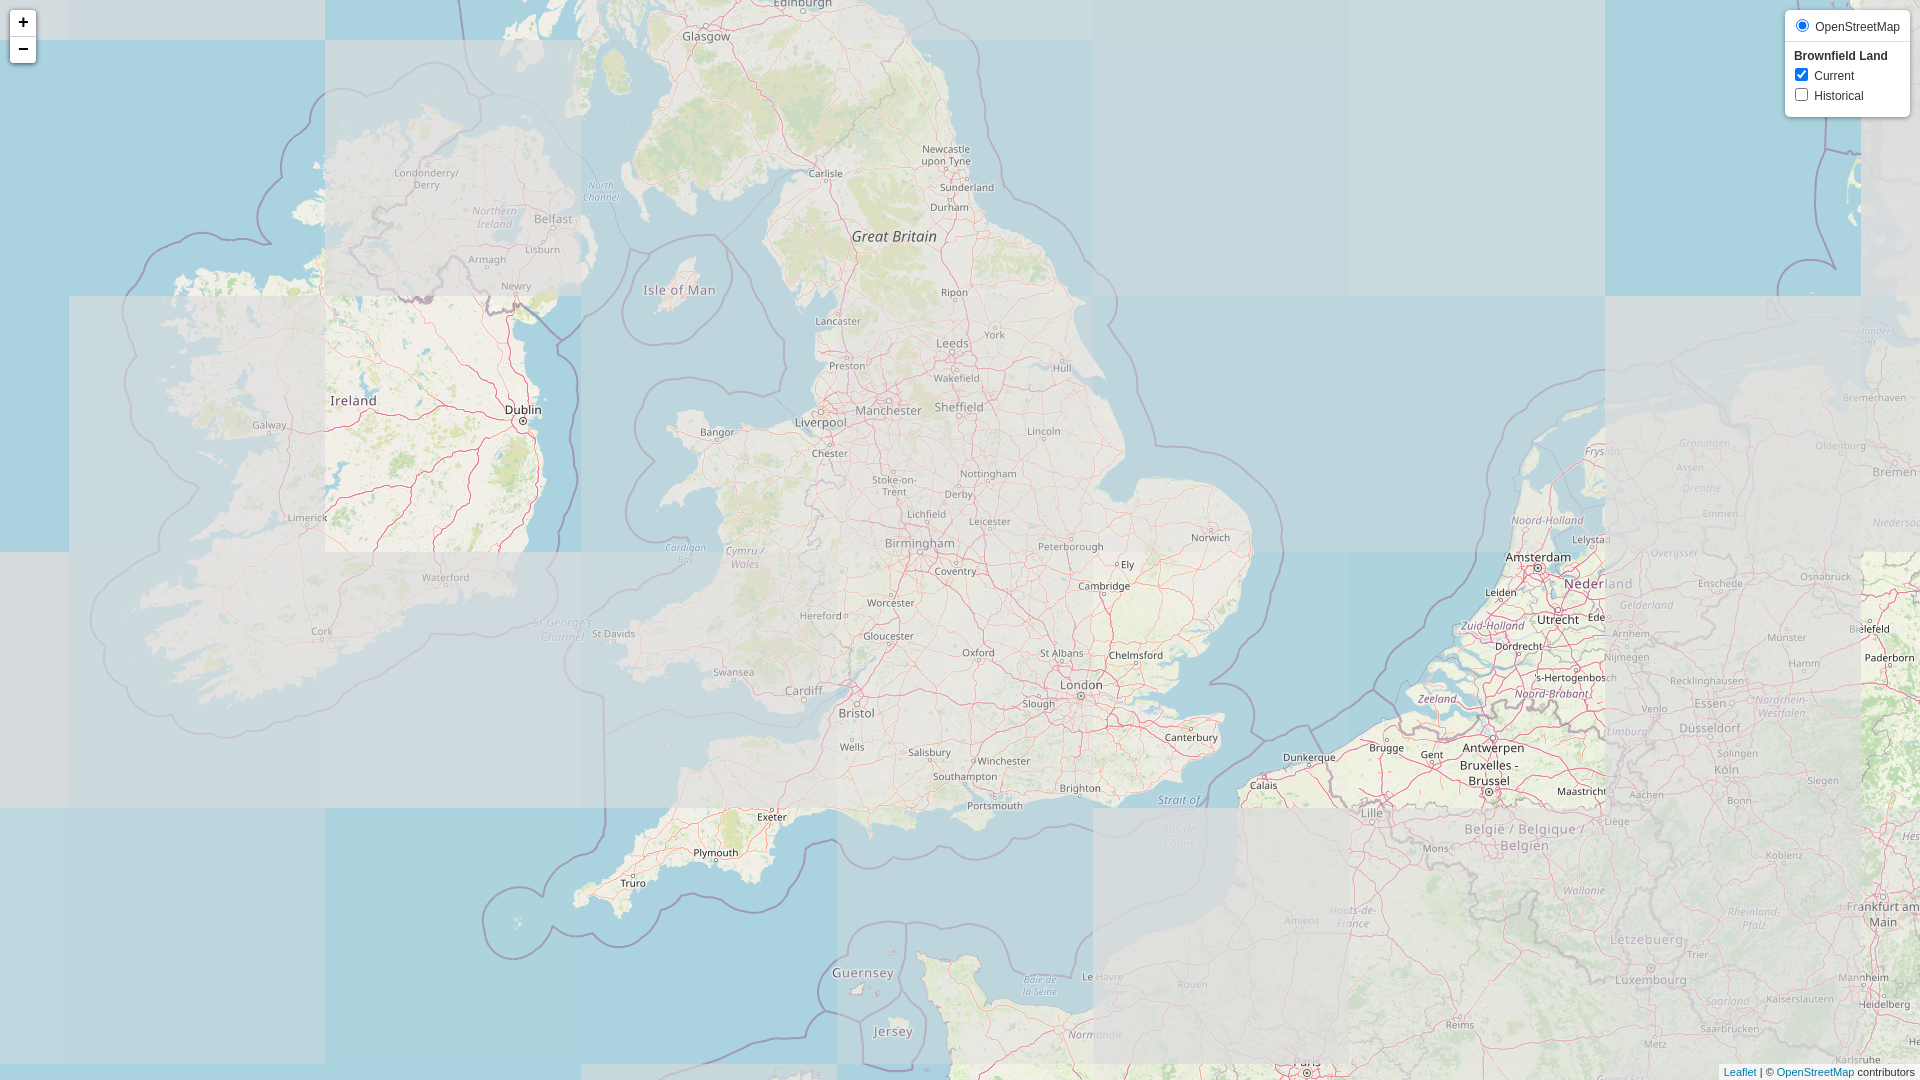 +
−
OpenStreetMap
Brownfield Land
Current
Historical
Edinburgh
Glasgow
Londonderry/
Derry
North
Channel
Newcastle
upon Tyne
Carlisle
Sunderland
Durham
Northern
Ireland
Belfast
Lisburn
Great Britain
Armagh
Newry
Isle of Man
Ripon
Lancaster
York
Leeds
Preston
Hull
Wakefield
Ireland
Dublin
Manchester
Sheffield
Liverpool
Galway
Bangor
Lincoln
Chester
Nottingham
Stoke-on-
Trent
Derby
Limerick
Lichfield
Leicester
Norwich
Birmingham
Peterborough
Cardigan
Bay
Cymru /
Wales
Coventry
Ely
Cambridge
Waterford
Worcester
Hereford
St George's
Channel
St Davids
Cork
Gloucester
Oxford
St Albans
Chelmsford
Swansea
Cardiff
London
Slough
Bristol
Canterbury
Wells
Salisbury
Winchester
Southampton
Portsmouth
Brighton
Strait of
Pas de
Calais
Exeter
Plymouth
Truro
Guernsey
Jersey
Baie de
la Seine
Le Havre
Rouen
Normandie
Amiens
Hauts-de-
France
Paris
Reims
Helgoländer
Bucht
Bremerhaven
Groningen
Oldenburg
Fryslân
Assen
Bremen
Drenthe
Emmen
Noord-Holland
Niedersac
Lelystad
Overijssel
Amsterdam
Nederland
Enschede
Osnabrück
Leiden
Gelderland
Utrecht
Ede
Zuid-Holland
Arnhem
Münster
Bielefeld
Dordrecht
Nijmegen
Hamm
Paderborn
's-Hertogenbosch
Recklinghausen
Zeeland
Noord-Brabant
Venlo
Essen
Nordrhein-
Westfalen
Limburg
Düsseldorf
Dunkerque
Brugge
Gent
Antwerpen
Bruxelles -
Brussel
Solingen
Köln
Siegen
Calais
Maastricht
Aachen
Bonn
Lille
Liège
België / Belgique /
Belgien
Mons
Koblenz
Hes
Wallonie
Rheinland-
Pfalz
Frankfurt am
Main
Lëtzebuerg
Trier
Luxembourg
Mannheim
Saarland
Kaiserslautern
Heidelberg
Saarbrücken
Metz
Karlsruhe
He
Grand Est
Leaflet | © OpenStreetMap contributors